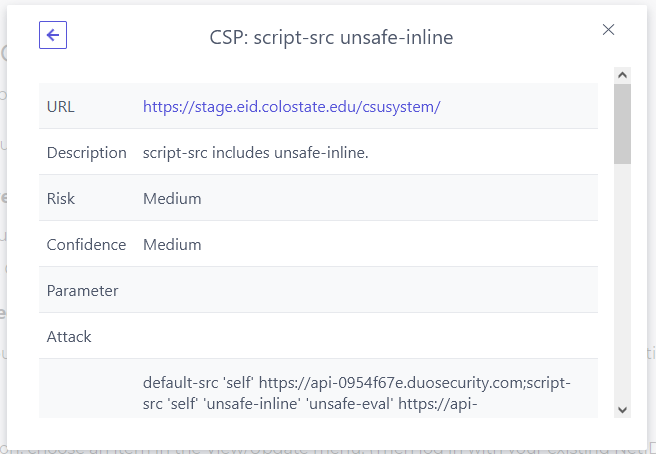 CSP: script-src unsafe-inline
URL https://stage.eid.colostate.edu/csusystem/
Description script-src includes unsafe-inline.
Risk Medium
Confidence Medium
Parameter
Attack
default-src 'self' https://api-0954f67e.duosecurity.com;script-
src 'self' 'unsafe-inline' 'unsafe-eval' https://api-